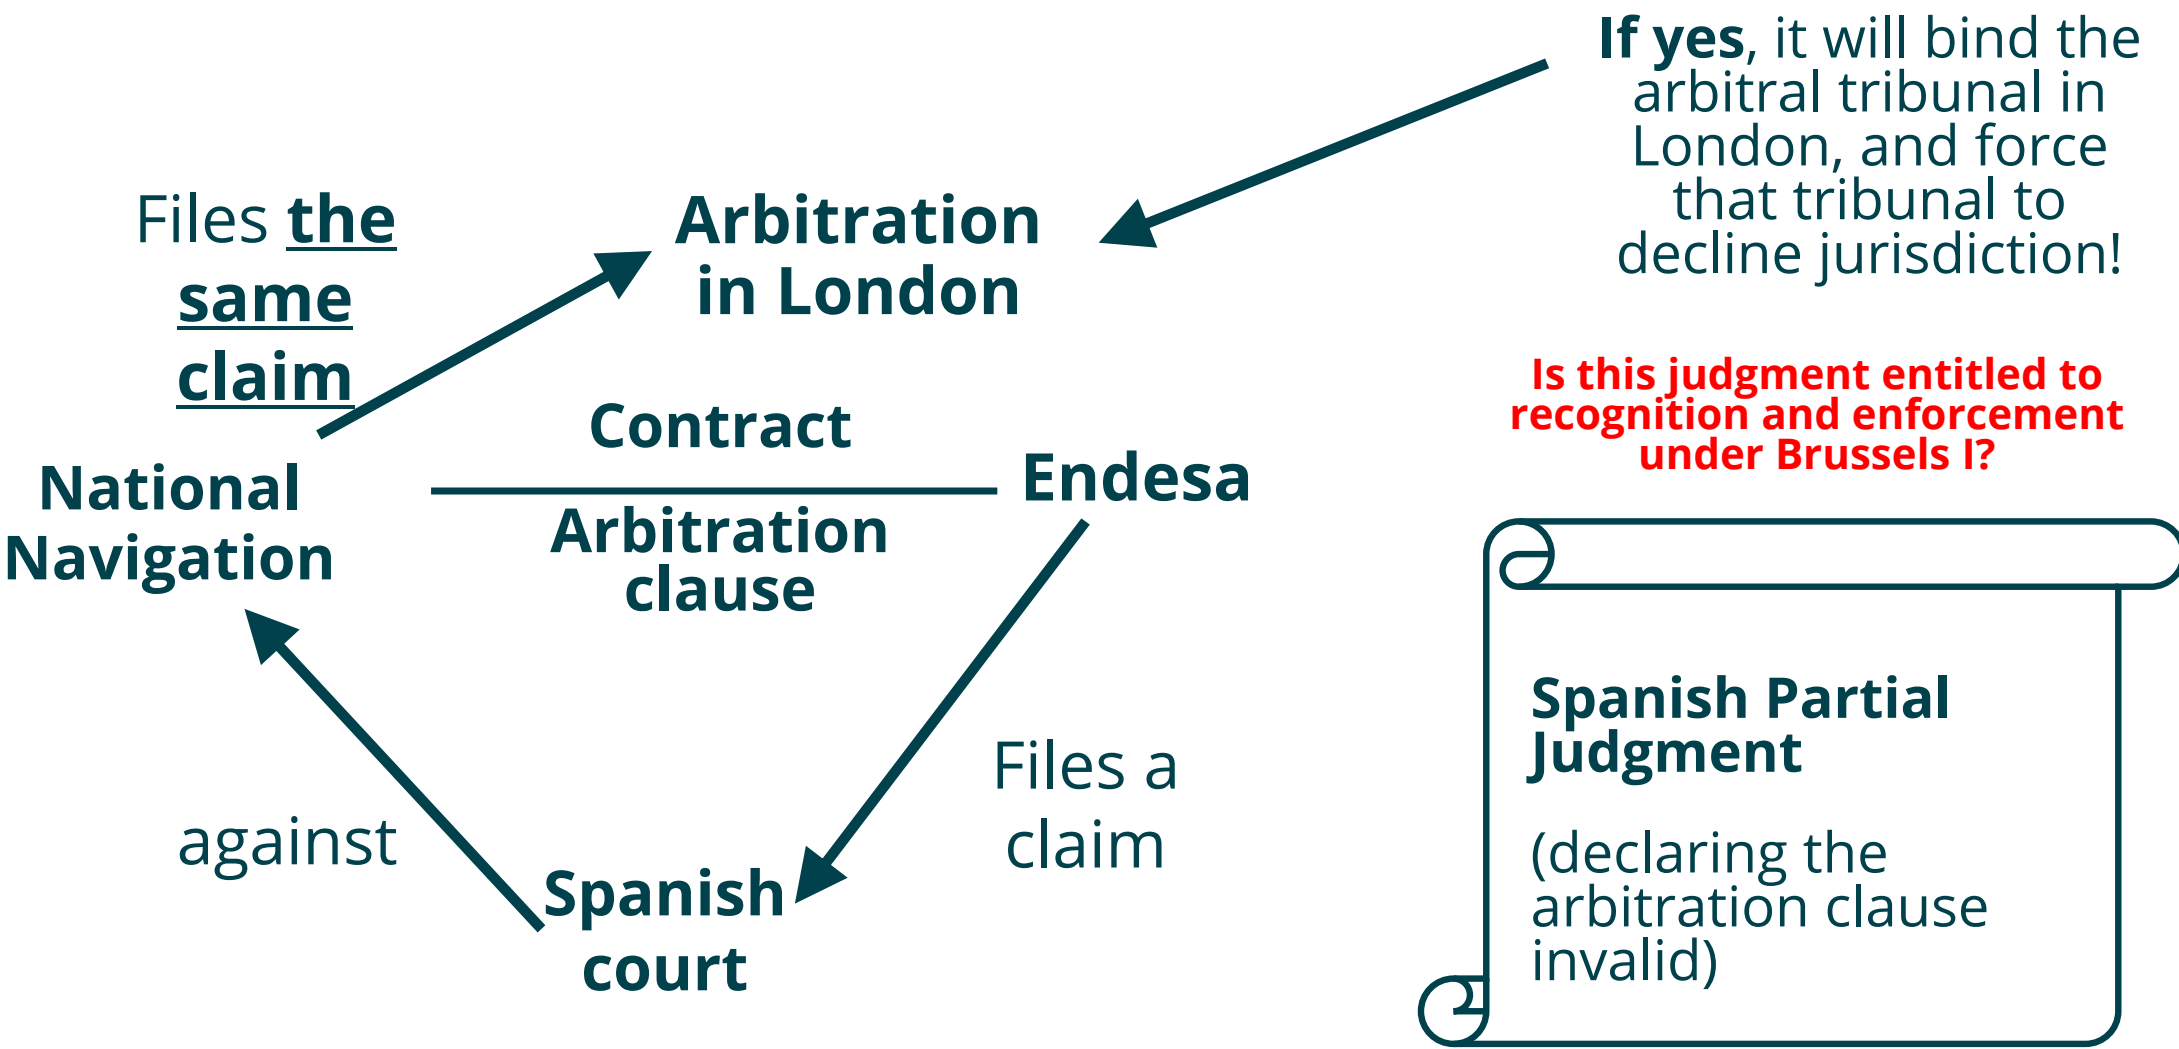 If yes, it will bind the
arbitral tribunal in
London, and force
that tribunal to
decline jurisdiction!
Files the
same
claim
Arbitration
in London
Is this judgment entitled to
recognition and enforcement
under Brussels I?
Contract
National
Navigation
Endesa
Arbitration
clause
Spanish Partial
Judgment
(declaring the
arbitration clause
invalid)
Files a
claim
against
Spanish
court